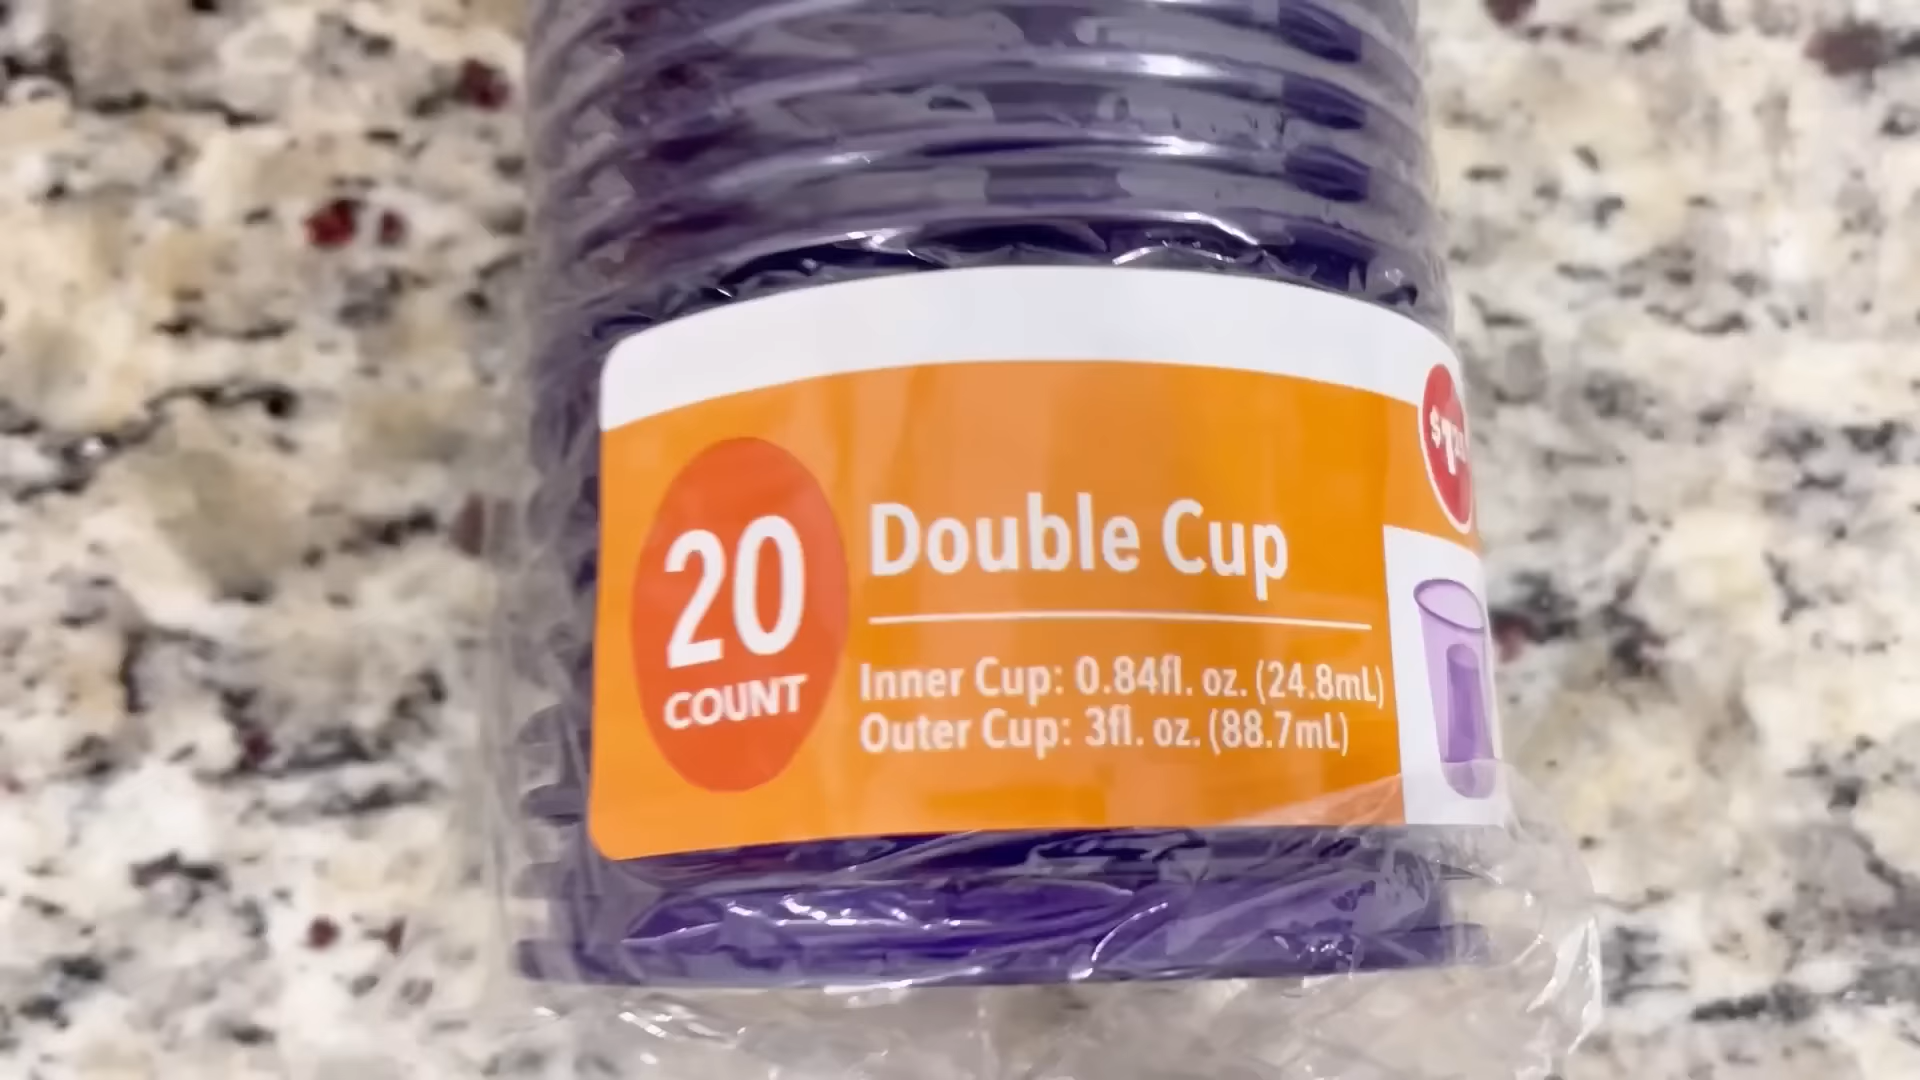 20
COUNT
Double Cup
Inner Cup: 0.84fl. oz. (24.8mL)
Outer Cup: 3fl. oz. (88.7mL)